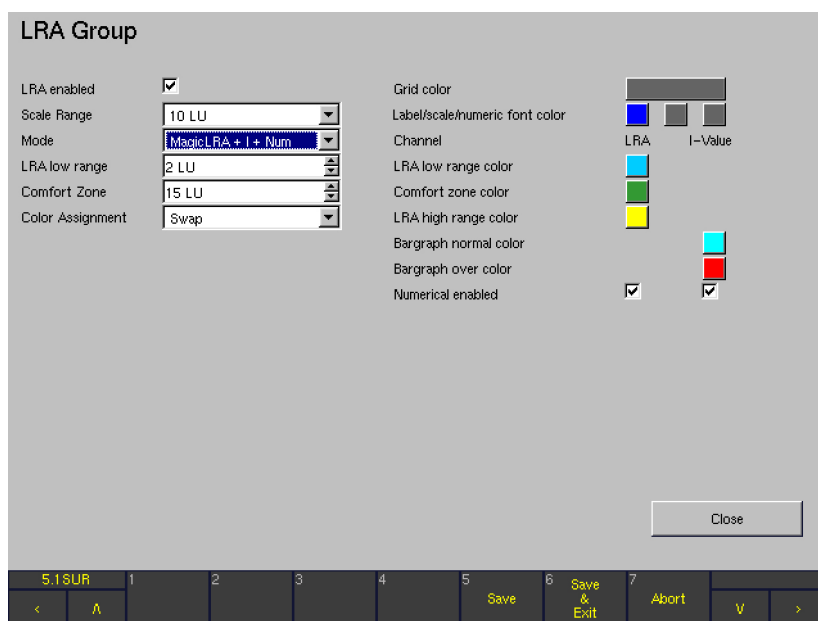 LRA Group
LRA enabled
Scale Range 10 LU
Mode MagicLRA + I + Num
LRA low range 2 LU
Comfort Zone 15 LU
Color Assignment Swap
Grid color
Label/scale/numeric font color
Channel LRA I-Value
LRA low range color
Comfort zone color
LRA high range color
Bargraph normal color
Bargraph over color
Numerical enabled
Close
5.1SUR 1 2 3 4 5 Save 6 Save & Exit 7 Abort
< Λ V >